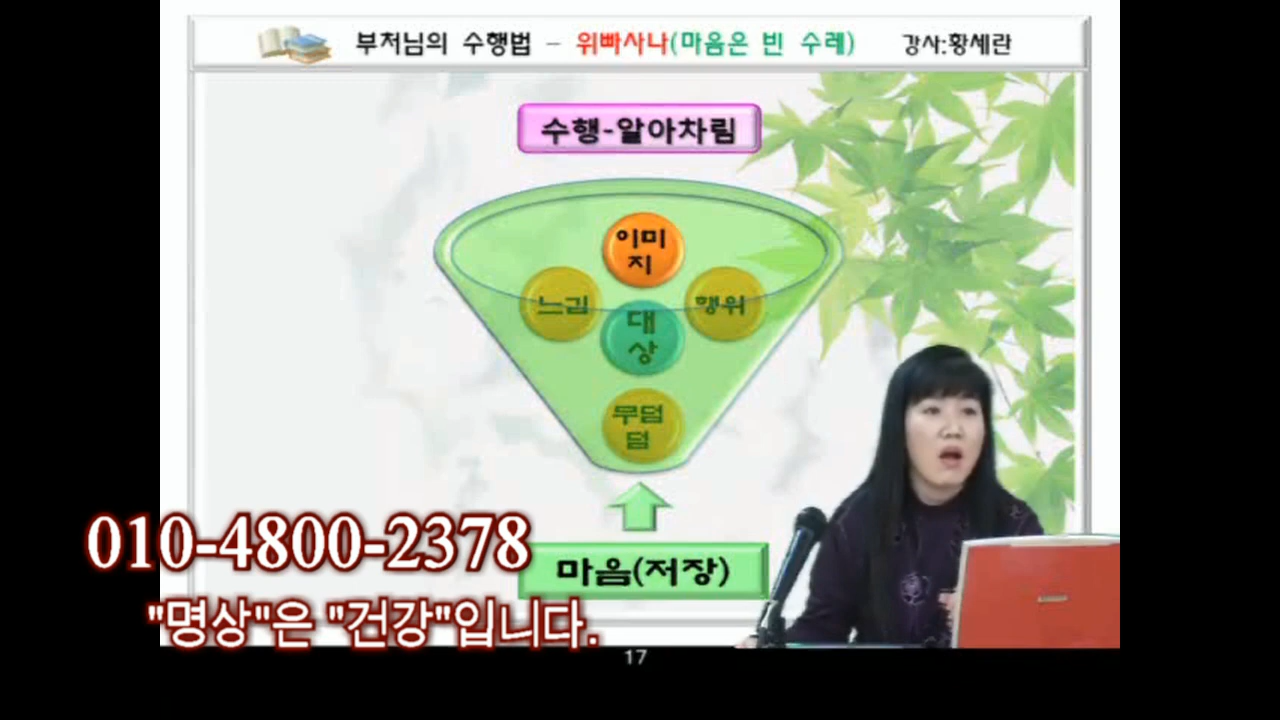 부처님의 수행법 - 위빠사나(마음은 빈 수레) 강사:황세란
수행-알아차림
이미
지
느낌
행위
대
상
무덤
덤
마음(저장)
010-4800-2378
"명상"은 "건강"입니다.
17